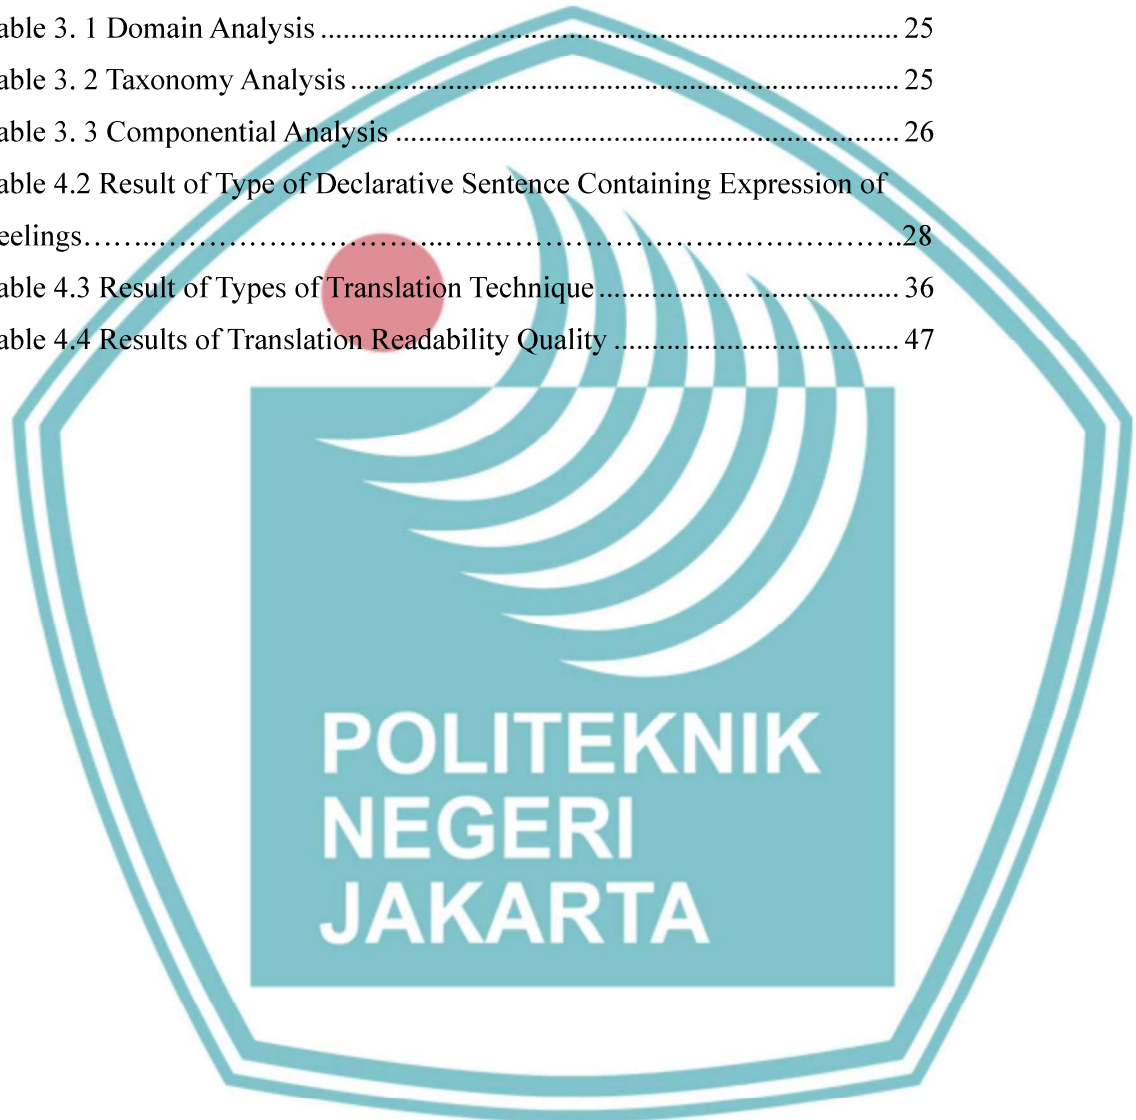 able 3. 1 Domain Analysis ............................................................................. 25
able 3. 2 Taxonomy Analysis ......................................................................... 25
able 3. 3 Componential Analysis ................................................................... 26
able 4.2 Result of Type of Declarative Sentence Containing Expression of
eelings……...……………………………...…………………………………………….28
able 4.3 Result of Types of Translation Technique ........................................ 36
able 4.4 Results of Translation Readability Quality ...................................... 47
POLITEKNIK
NEGERI
JAKARTA